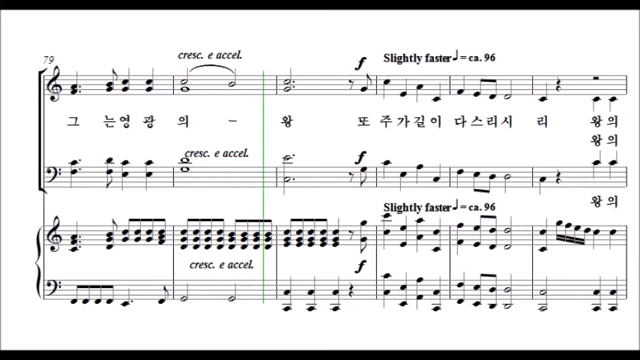 cresc. e accel.
79
f
Slightly faster ♩ = ca. 96
그 는영 광 의 – 왕 또 주가길이 다스리시 리 왕의
왕의
cresc. e accel.
f
왕의
Slightly faster ♩ = ca. 96
f
cresc. e accel.
f